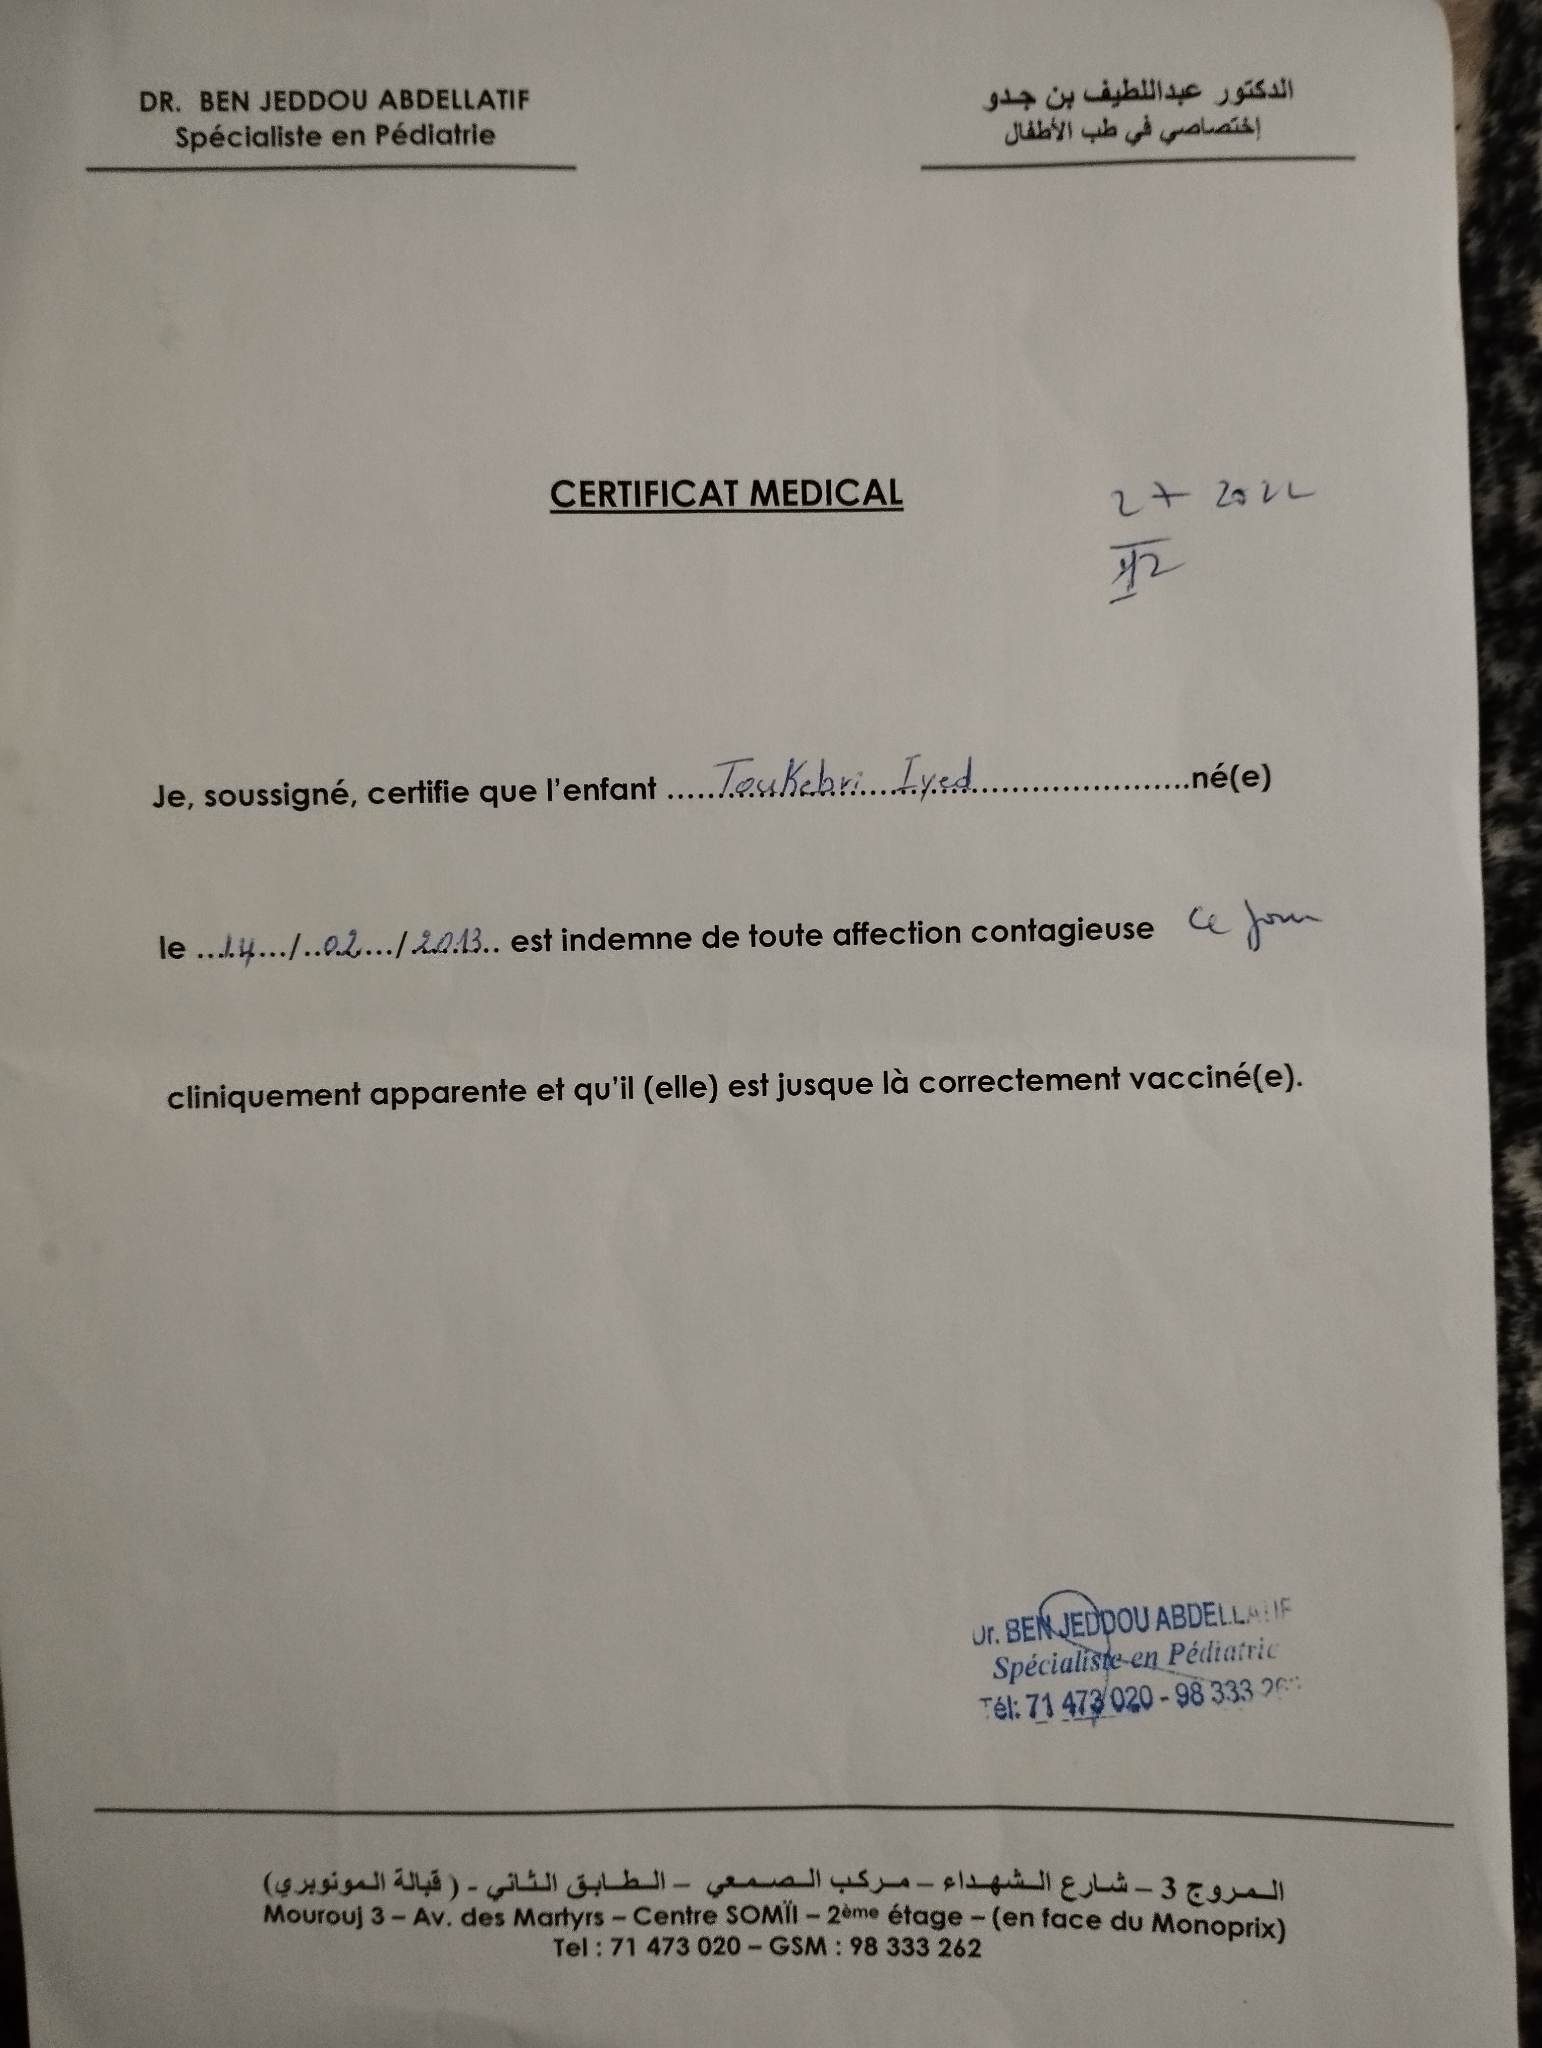 DR. BEN JEDDOU ABDELLATIF
Spécialiste en Pédiatrie
الدكتور عبداللطيف بن جدو
إختصاصي في طب الأطفال
CERTIFICAT MEDICAL
27 2022
12
Je, soussigné, certifie que l'enfant ..... Toukebri Iyed .....né(e)
le ...14.../..02.../2013.. est indemne de toute affection contagieuse ce jour
cliniquement apparente et qu'il (elle) est jusque là correctement vacciné(e).
Dr. BEN JEDDOU ABDELLATIF
Spécialiste en Pédiatrie
Tél: 71 473 020 - 98 333
المروج 3 – شارع الشهداء – مركب الصمعي – الطابق الثاني - ( قبالة المونوبري)
Mourouj 3 – Av. des Martyrs – Centre SOMÏI – 2ème étage – (en face du Monoprix)
Tel : 71 473 020 – GSM : 98 333 262